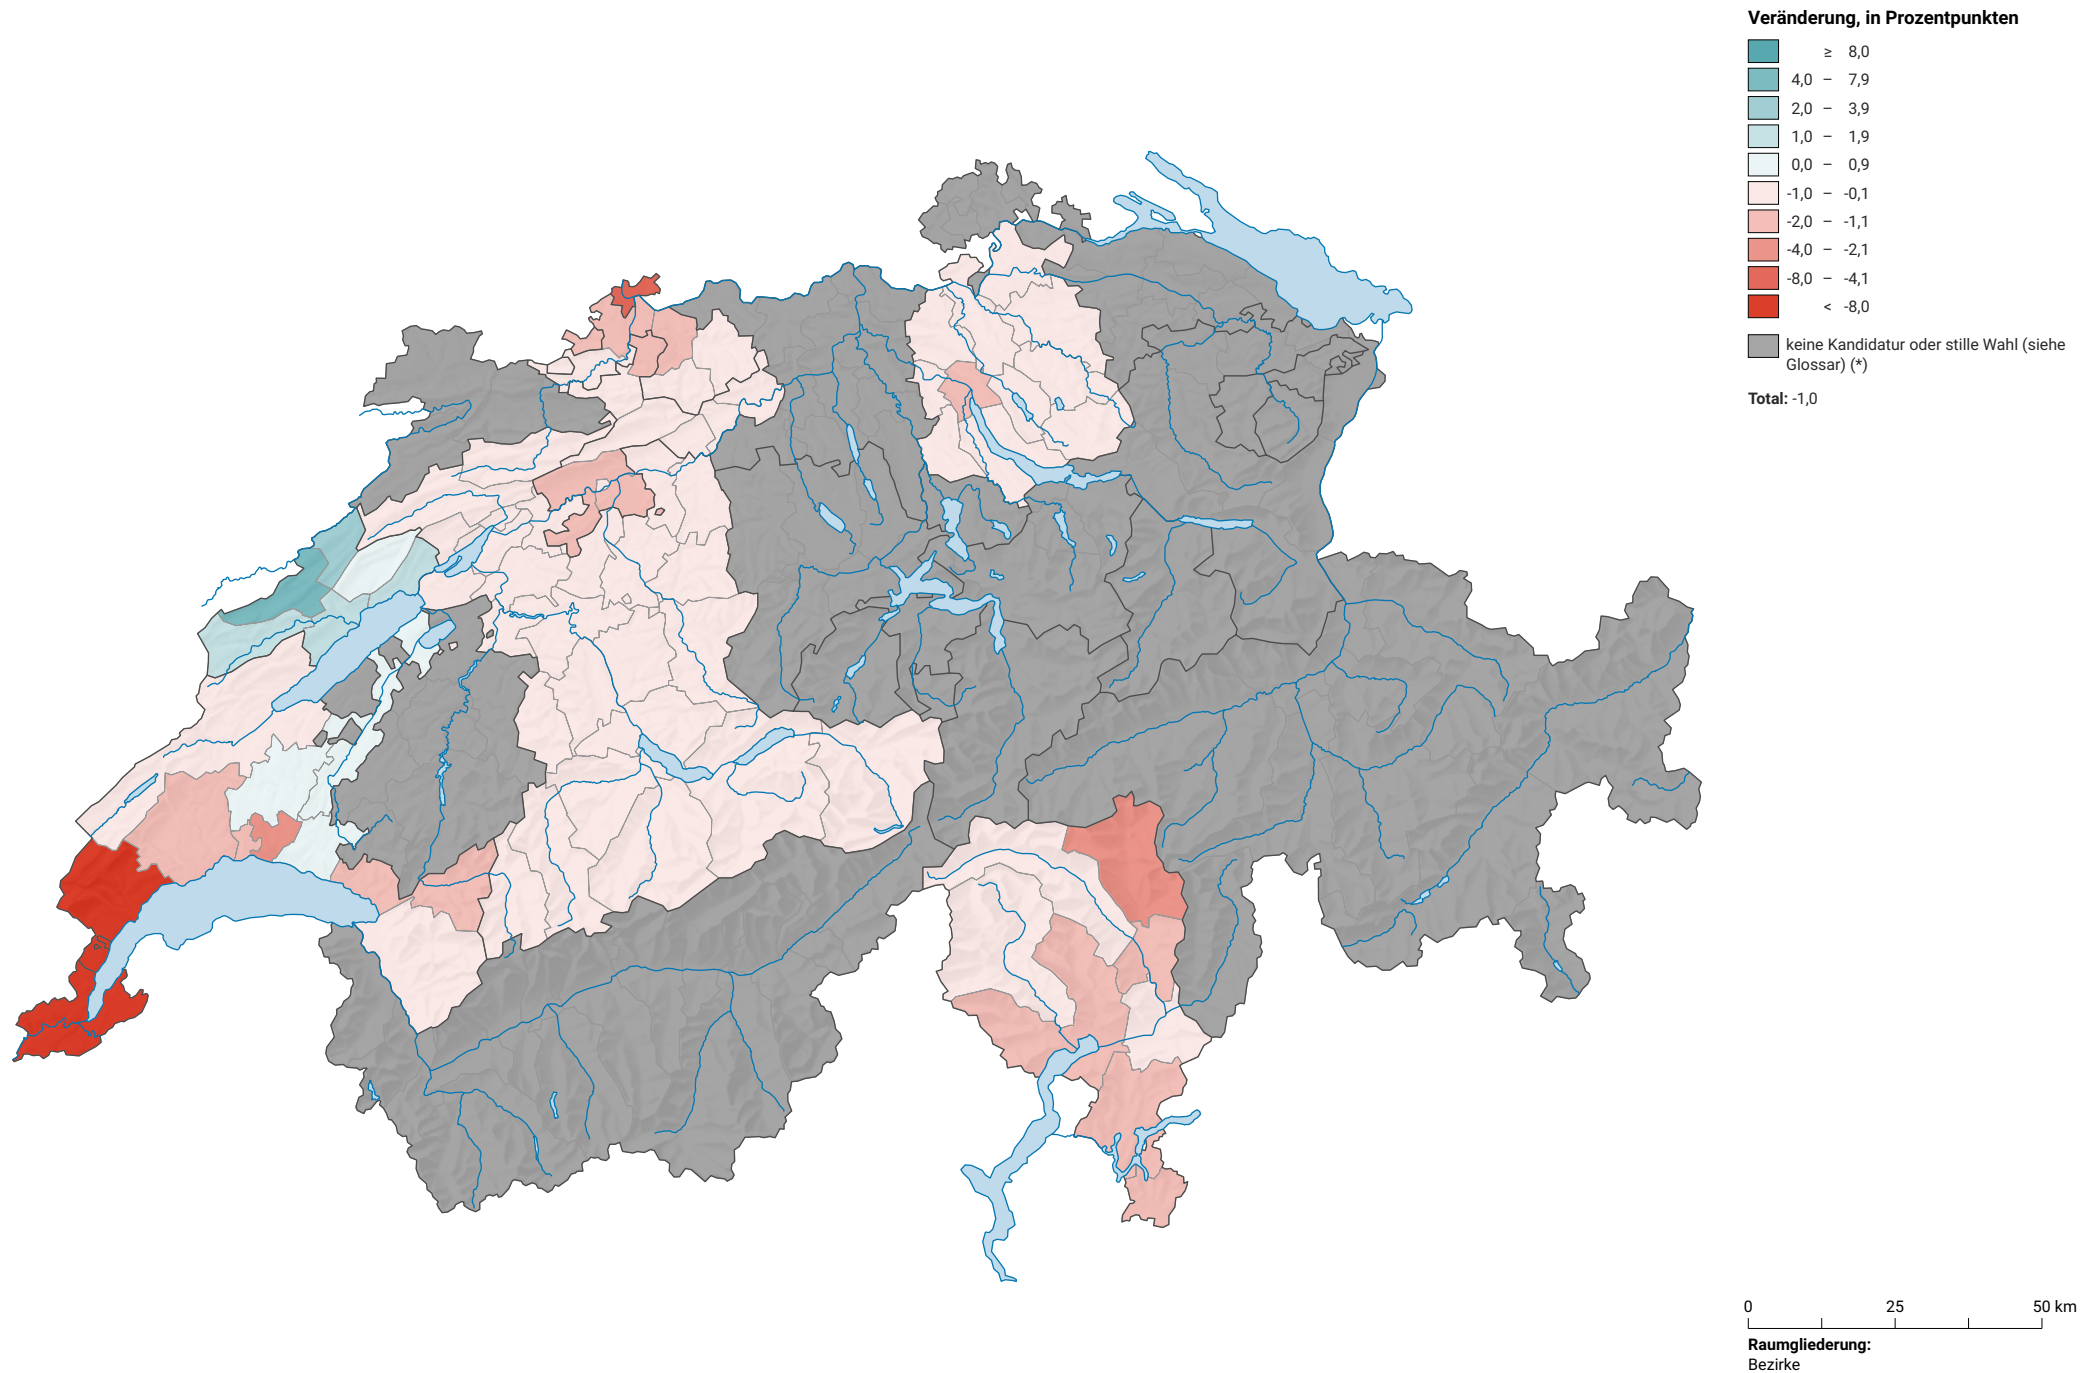 Veränderung, in Prozentpunkten
≥ 8,0
4,0 – 7,9
2,0 – 3,9
1,0 – 1,9
0,0 – 0,9
-1,0 – -0,1
-2,0 – -1,1
-4,0 – -2,1
-8,0 – -4,1
< -8,0
keine Kandidatur oder stille Wahl (siehe
Glossar) (*)
Total: -1,0
0 25 50 km
Raumgliederung:
Bezirke